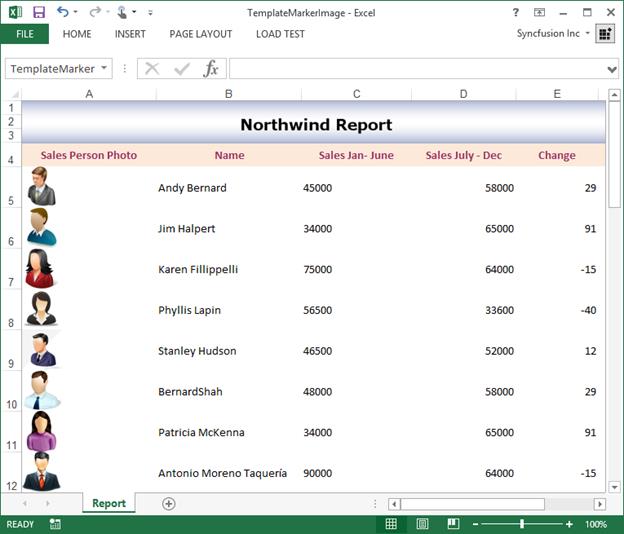 TemplateMarkerImage - Excel
?
FILE HOME INSERT PAGE LAYOUT LOAD TEST Syncfusion Inc
TemplateMarker fx
A B C D E
1
2 Northwind Report
3
4 Sales Person Photo Name Sales Jan- June Sales July - Dec Change
5 Andy Bernard 45000 58000 29
6 Jim Halpert 34000 65000 91
7 Karen Fillippelli 75000 64000 -15
8 Phyllis Lapin 56500 33600 -40
9 Stanley Hudson 46500 52000 12
10 BernardShah 48000 58000 29
11 Patricia McKenna 34000 65000 91
12 Antonio Moreno Taquería 90000 64000 -15
Report
READY 100%